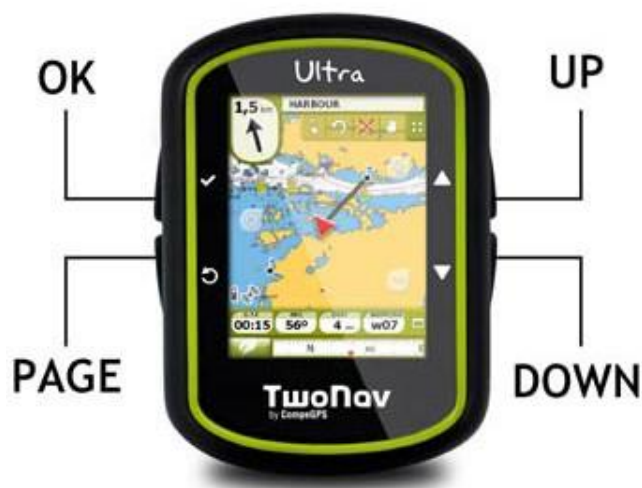 OK
UP
Ultra
1,5 km
HARBOUR
00:15
56º
4
w07
N
PAGE
DOWN
TwoNav
by CompeGPS